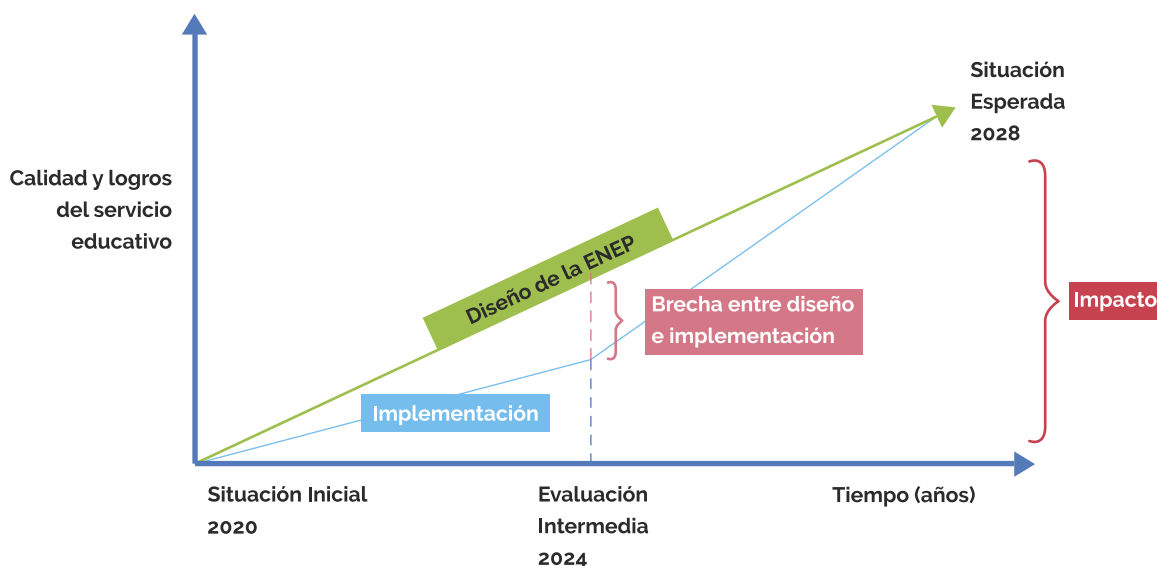 Situación
Esperada
2028
Calidad y logros
del servicio
educativo
Diseño de la ENEP
Brecha entre diseño
e implementación
Impacto
Implementación
Situación Inicial
2020
Evaluación
Intermedia
2024
Tiempo (años)